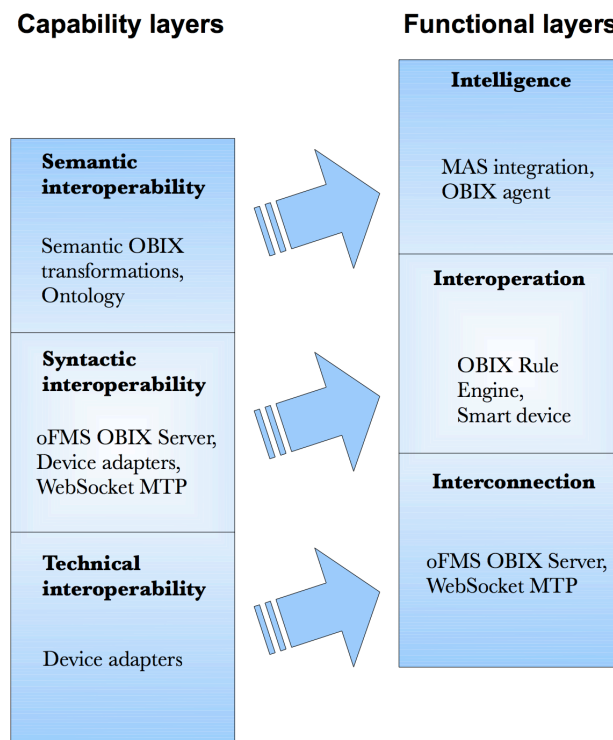 Capability layers
Semantic
interoperability
Semantic OBIX
transformations,
Ontology
Syntactic
interoperability
oFMS OBIX Server,
Device adapters,
WebSocket MTP
Technical
interoperability
Device adapters
Functional layers
Intelligence
MAS integration,
OBIX agent
Interoperation
OBIX Rule
Engine,
Smart device
Interconnection
oFMS OBIX Server,
WebSocket MTP